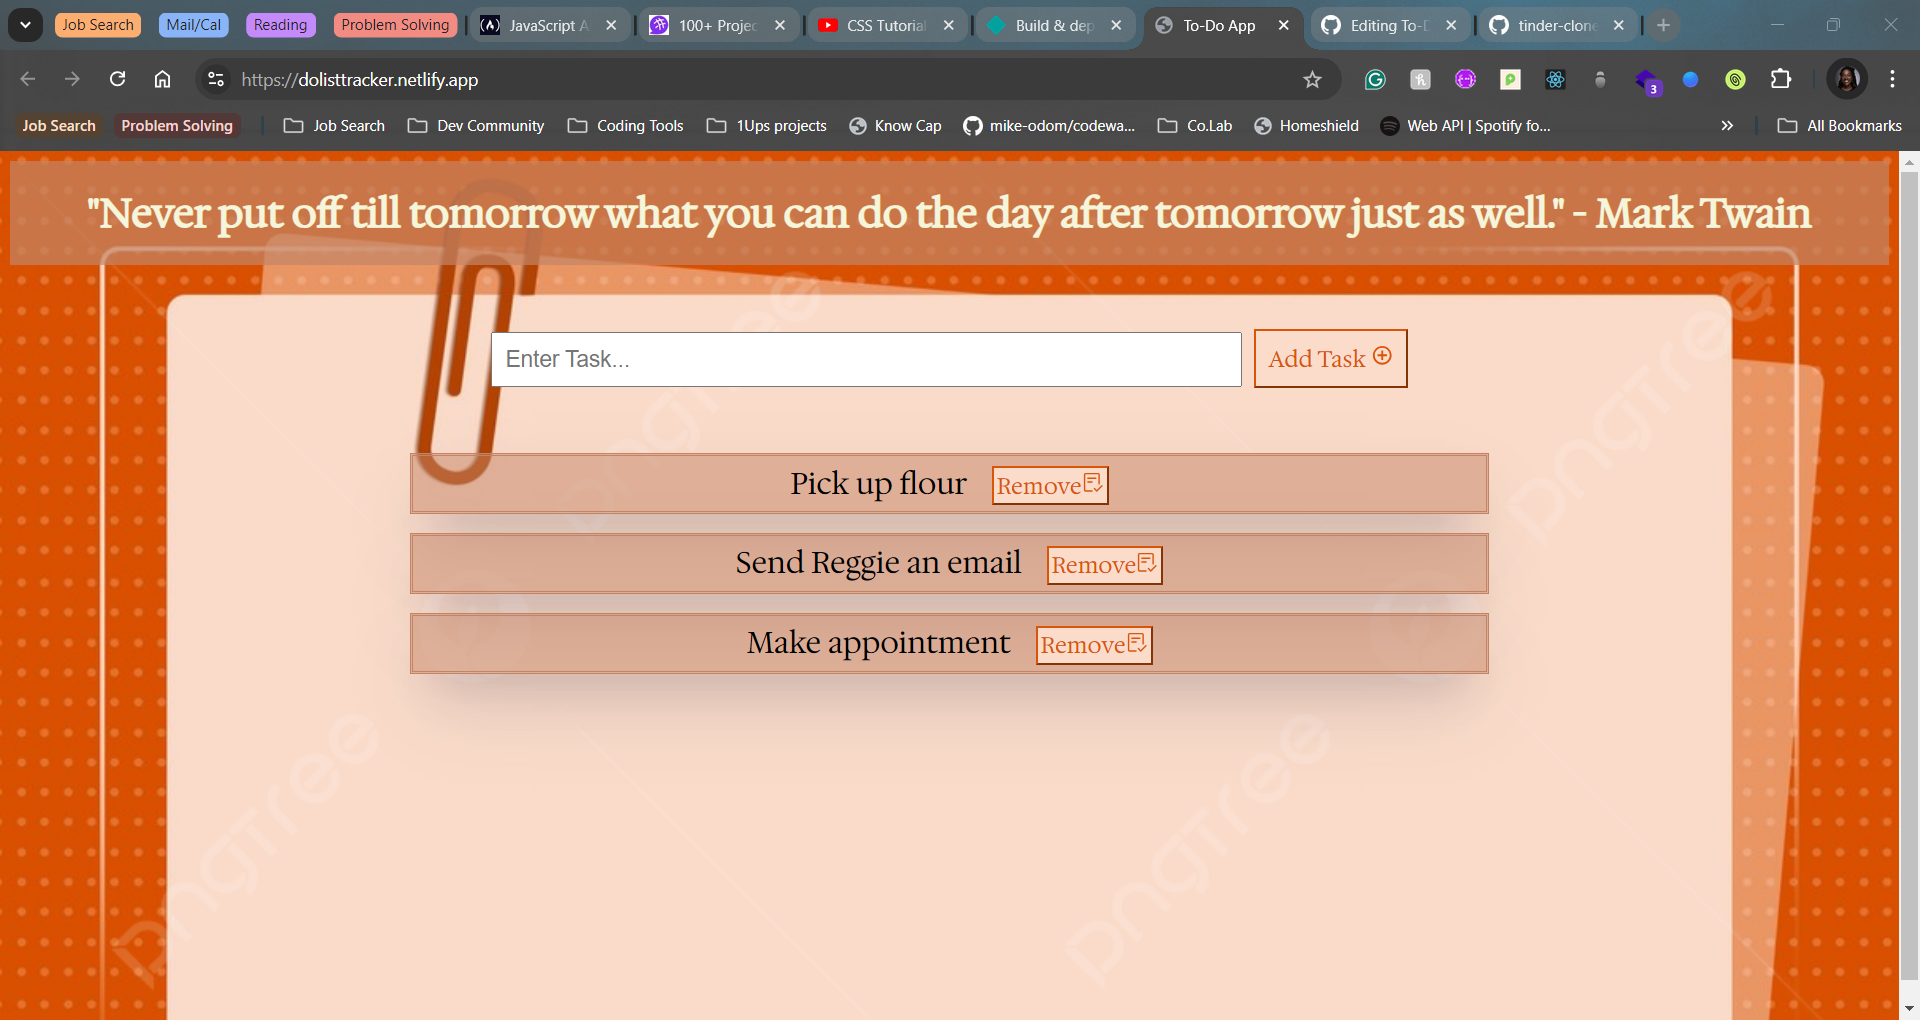 Job Search Mail/Cal Reading Problem Solving JavaScript A 100+ Projec CSS Tutorial Build & dep To-Do App Editing To-D tinder-clone
https://dolisttracker.netlify.app
3
Job Search Problem Solving Job Search Dev Community Coding Tools 1Ups projects Know Cap mike-odom/codewa... Co.Lab Homeshield Web API | Spotify fo... All Bookmarks
"Never put off till tomorrow what you can do the day after tomorrow just as well." - Mark Twain
Enter Task... Add Task
Pick up flour Remove
Send Reggie an email Remove
Make appointment Remove
pngtree
pngtree
pngtree
pngtree